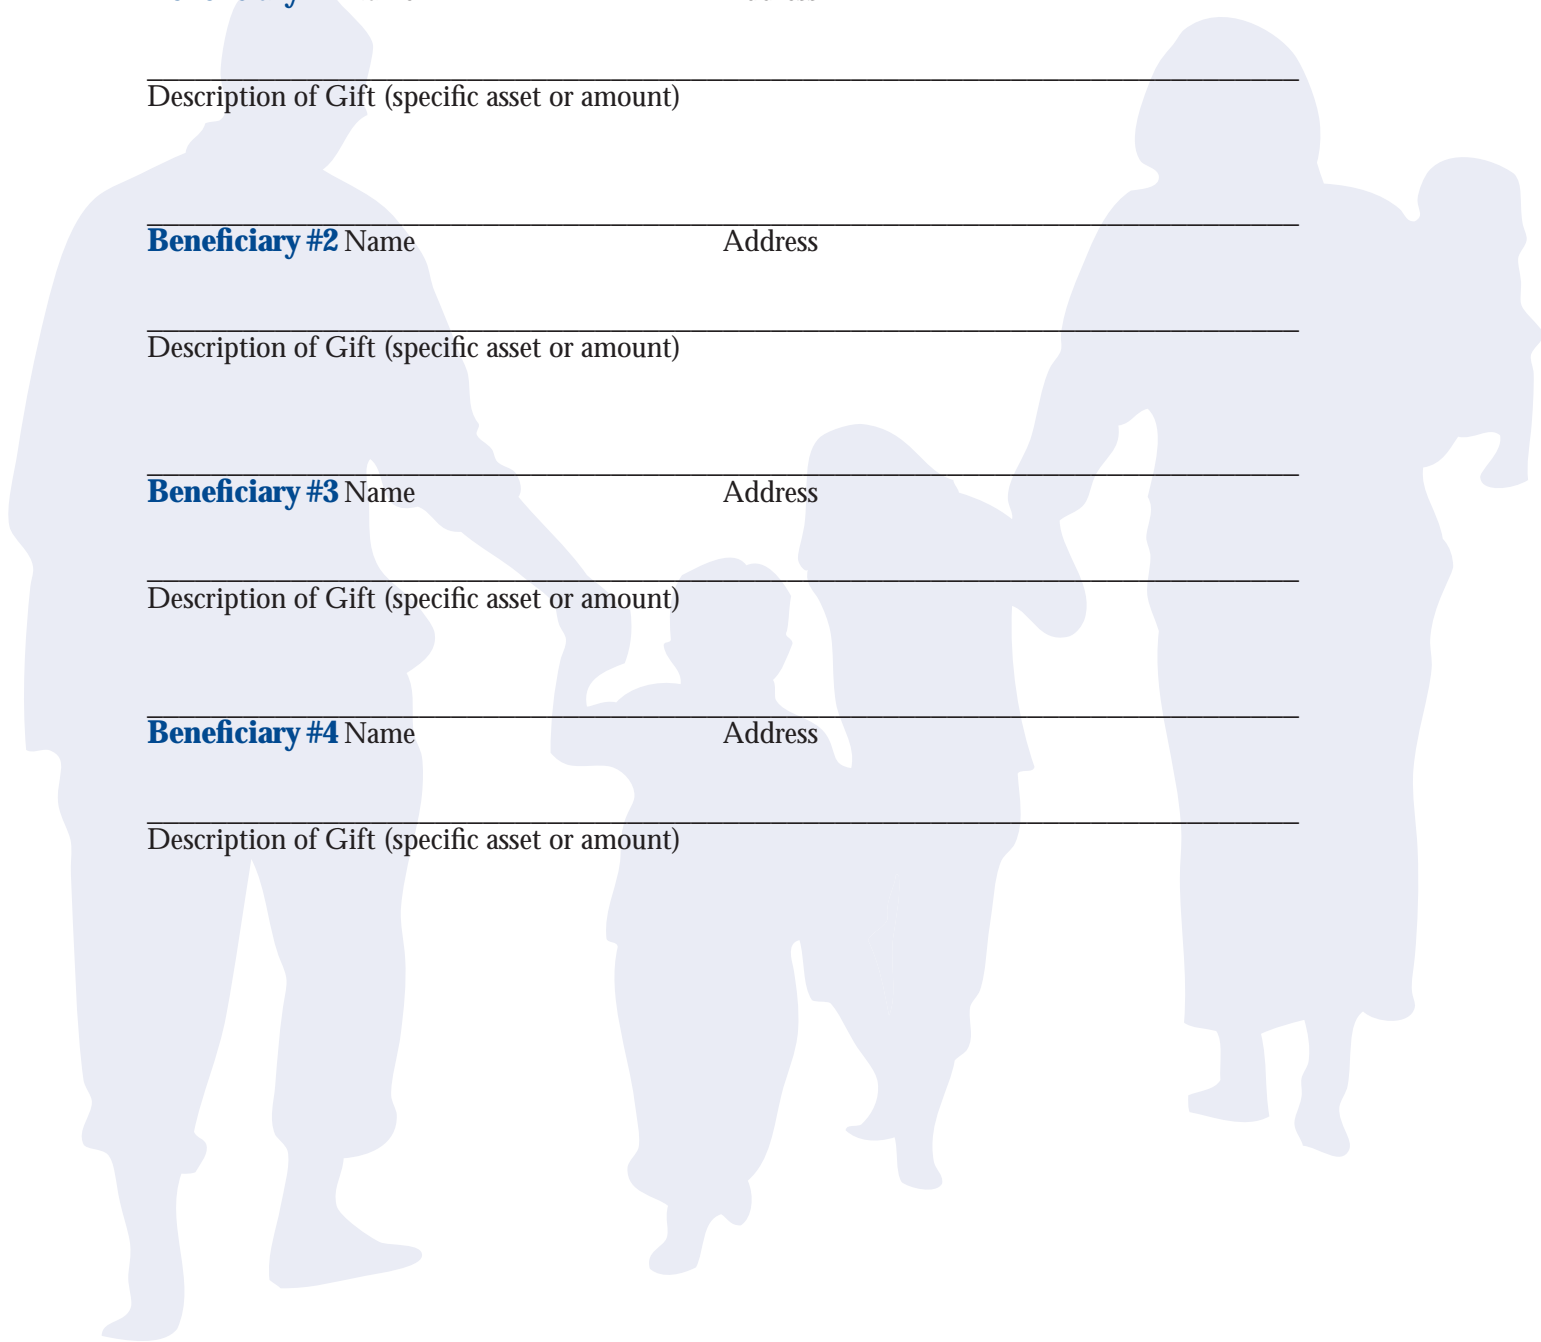 Description of Gift (specific asset or amount)
Beneficiary #2 Name Address
Description of Gift (specific asset or amount)
Beneficiary #3 Name Address
Description of Gift (specific asset or amount)
Beneficiary #4 Name Address
Description of Gift (specific asset or amount)